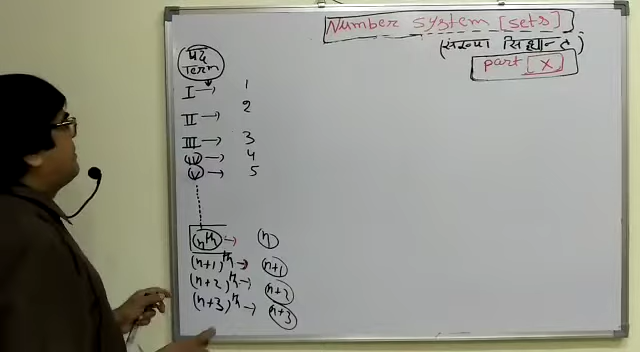 Number system [sets]
(संख्या सिद्धान्त)
part [X]
पद
Term
I → 1
II → 2
III → 3
IV → 4
V → 5
nth → n
(n+1)th → n+1
(n+2)th → n+2
(n+3)th → n+3